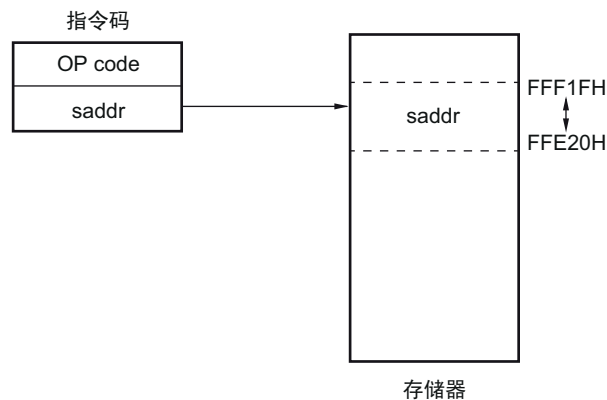 指令码
OP code
saddr
saddr
FFF1FH
FFE20H
存储器